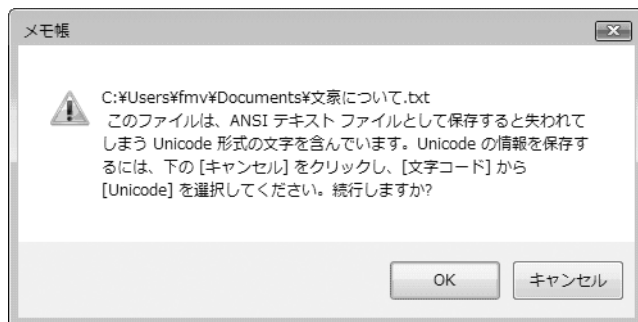 メモ帳
C:¥Users¥fmv¥Documents¥文豪について.txt
このファイルは、ANSI テキスト ファイルとして保存すると失われて
しまう Unicode 形式の文字を含んでいます。Unicode の情報を保存す
るには、下の [キャンセル] をクリックし、[文字コード] から
[Unicode] を選択してください。続行しますか?
OK
キャンセル